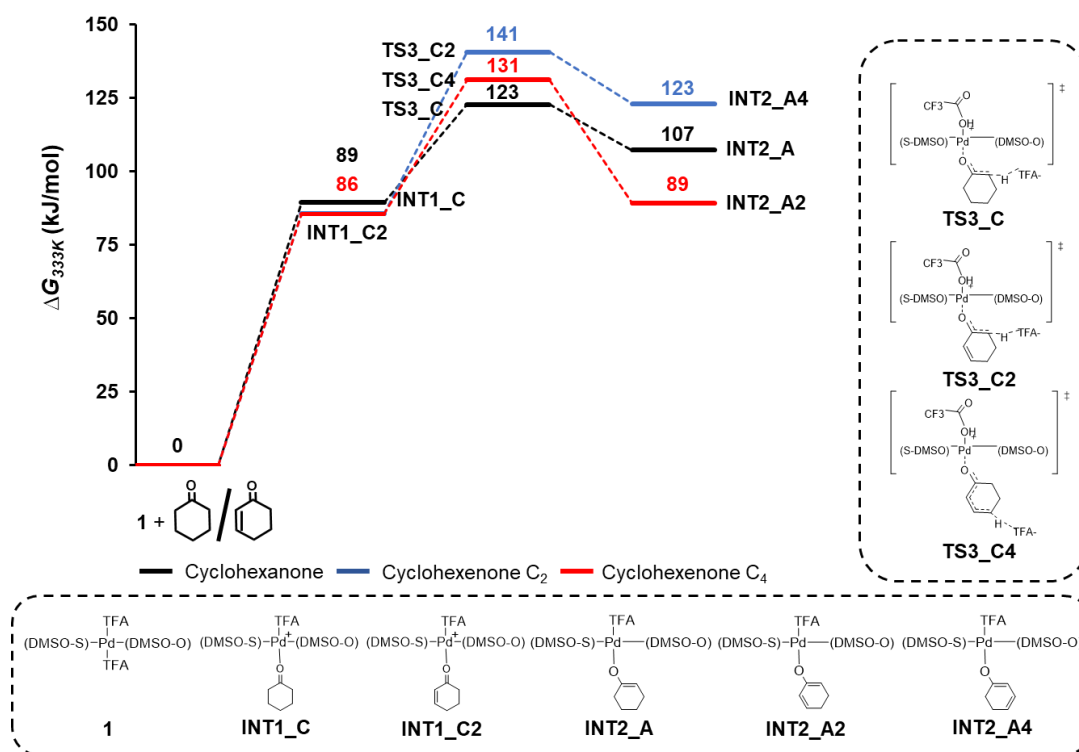 150
125
100
75
50
25
0
ΔG333K (kJ/mol)
141
TS3_C2
TS3_C4
131
TS3_C
123
123
INT2_A4
107
INT2_A
89
INT2_A2
89
86
INT1_C
INT1_C2
0
1 +
O
/
O
Cyclohexanone
Cyclohexenone C2
Cyclohexenone C4
‡
O
CF3
OH
+
(S-DMSO)
Pd
(DMSO-O)
O
H
TFA-
TS3_C
‡
O
CF3
OH
+
(S-DMSO)
Pd
(DMSO-O)
O
H
TFA-
TS3_C2
‡
O
CF3
OH
+
(S-DMSO)
Pd
(DMSO-O)
O
H
TFA-
TS3_C4
TFA
(DMSO-S)
Pd
(DMSO-O)
TFA
1
TFA
+
(DMSO-S)
Pd
(DMSO-O)
O
INT1_C
TFA
+
(DMSO-S)
Pd
(DMSO-O)
O
INT1_C2
TFA
(DMSO-S)
Pd
(DMSO-O)
O
INT2_A
TFA
(DMSO-S)
Pd
(DMSO-O)
O
INT2_A2
TFA
(DMSO-S)
Pd
(DMSO-O)
O
INT2_A4